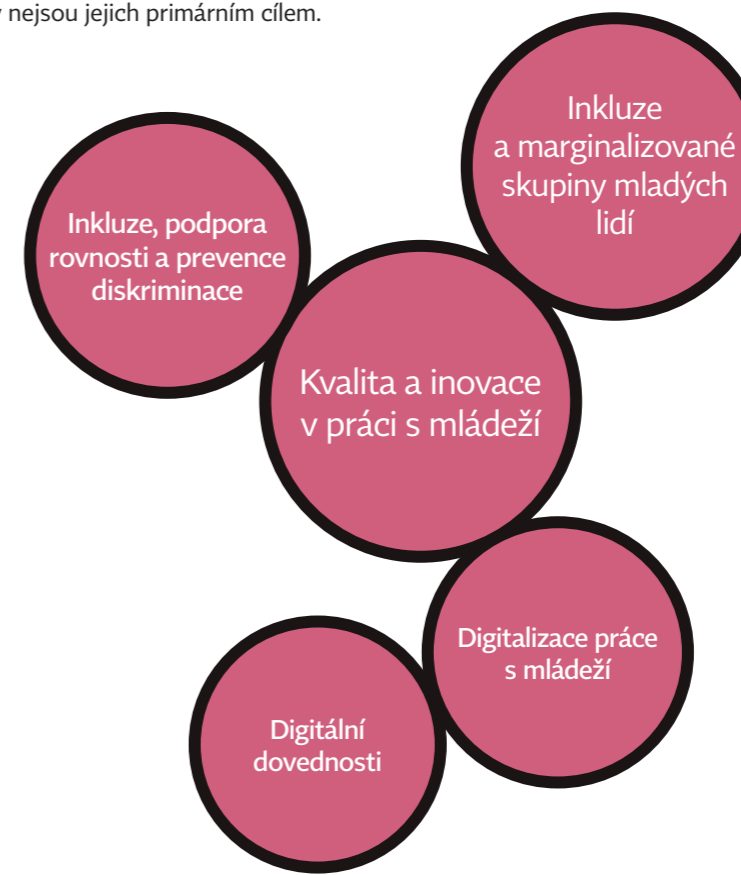 nejsou jejich primárním cílem.
Inkluze
a marginalizované
skupiny mladých
lidí
Inkluze, podpora
rovnosti a prevence
diskriminace
Kvalita a inovace
v práci s mládeží
Digitalizace práce
s mládeží
Digitální
dovednosti